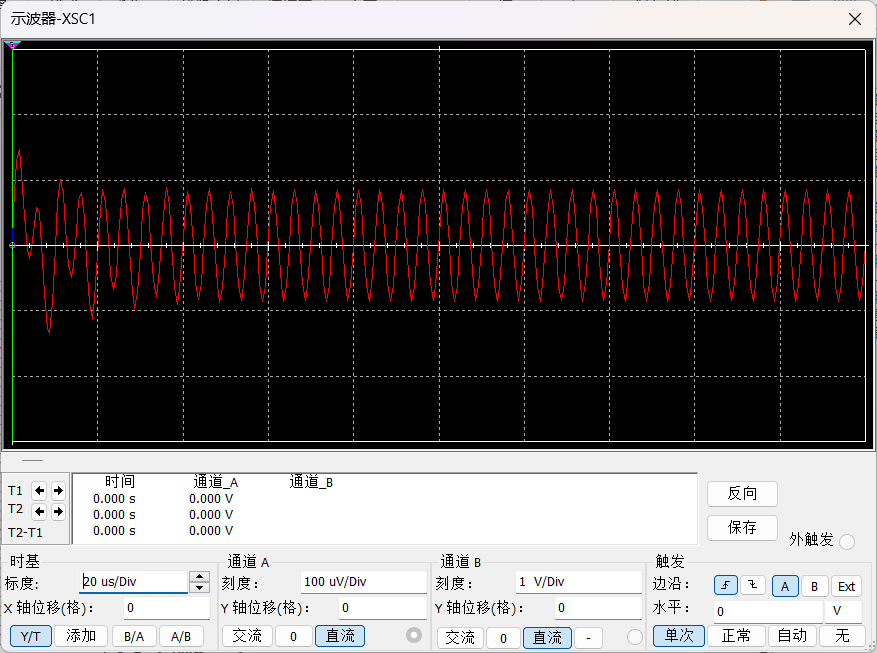 示波器-XSC1
时间 通道_A 通道_B
T1 0.000 s 0.000 V
T2 0.000 s 0.000 V
T2-T1 0.000 s 0.000 V
反向
保存
外触发
时基
标度: 20 us/Div
X 轴位移(格): 0
Y/T 添加 B/A A/B
通道 A
刻度: 100 uV/Div
Y 轴位移(格): 0
交流 0 直流
通道 B
刻度: 1 V/Div
Y 轴位移(格): 0
交流 0 直流 -
触发
边沿: A B Ext
水平: 0 V
单次 正常 自动 无